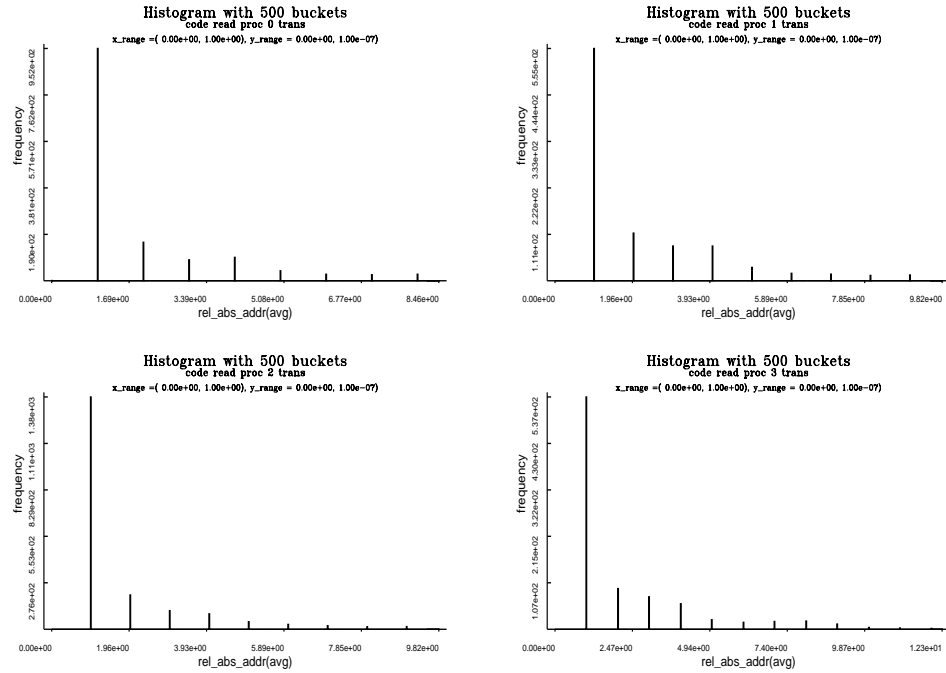 Histogram with 500 buckets
code read proc 0 trans
x_range =( 0.00e+00, 1.00e+00), y_range = 0.00e+00, 1.00e-07)
frequency
9.52e+02
7.62e+02
5.71e+02
3.81e+02
1.90e+02
0.00e+00 1.69e+00 3.39e+00 5.08e+00 6.77e+00 8.46e+00
rel_abs_addr(avg)
Histogram with 500 buckets
code read proc 1 trans
x_range =( 0.00e+00, 1.00e+00), y_range = 0.00e+00, 1.00e-07)
frequency
5.55e+02
4.44e+02
3.33e+02
2.22e+02
1.11e+02
0.00e+00 1.96e+00 3.93e+00 5.89e+00 7.85e+00 9.82e+00
rel_abs_addr(avg)
Histogram with 500 buckets
code read proc 2 trans
x_range =( 0.00e+00, 1.00e+00), y_range = 0.00e+00, 1.00e-07)
frequency
1.38e+03
1.11e+03
8.29e+02
5.53e+02
2.76e+02
0.00e+00 1.96e+00 3.93e+00 5.89e+00 7.85e+00 9.82e+00
rel_abs_addr(avg)
Histogram with 500 buckets
code read proc 3 trans
x_range =( 0.00e+00, 1.00e+00), y_range = 0.00e+00, 1.00e-07)
frequency
5.37e+02
4.30e+02
3.22e+02
2.15e+02
1.07e+02
0.00e+00 2.47e+00 4.94e+00 7.40e+00 9.87e+00 1.23e+01
rel_abs_addr(avg)